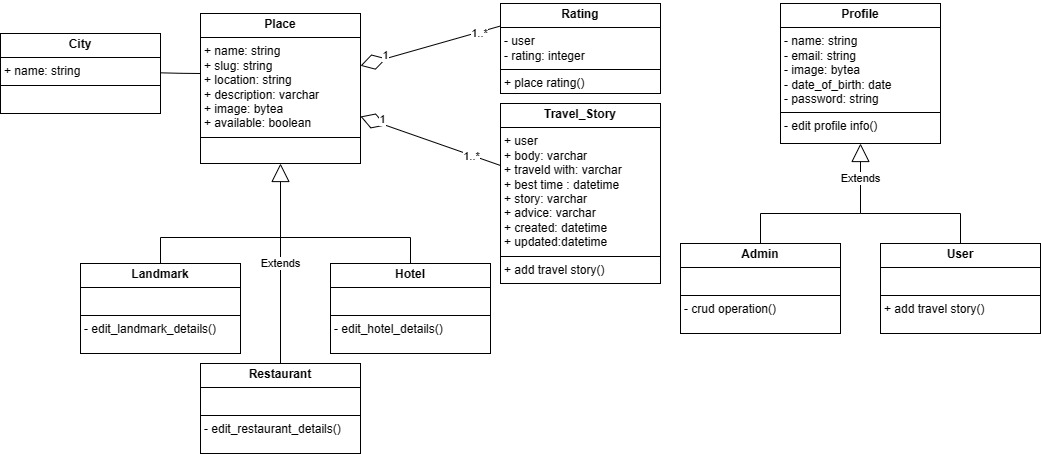 City
+ name: string
Place
+ name: string
+ slug: string
+ location: string
+ description: varchar
+ image: bytea
+ available: boolean
1
1..*
1
1..*
Rating
- user
- rating: integer
+ place rating()
Travel_Story
+ user
+ body: varchar
+ traveld with: varchar
+ best time : datetime
+ story: varchar
+ advice: varchar
+ created: datetime
+ updated:datetime
+ add travel story()
Extends
Landmark
- edit_landmark_details()
Hotel
- edit_hotel_details()
Restaurant
- edit_restaurant_details()
Profile
- name: string
- email: string
- image: bytea
- date_of_birth: date
- password: string
- edit profile info()
Extends
Admin
- crud operation()
User
+ add travel story()